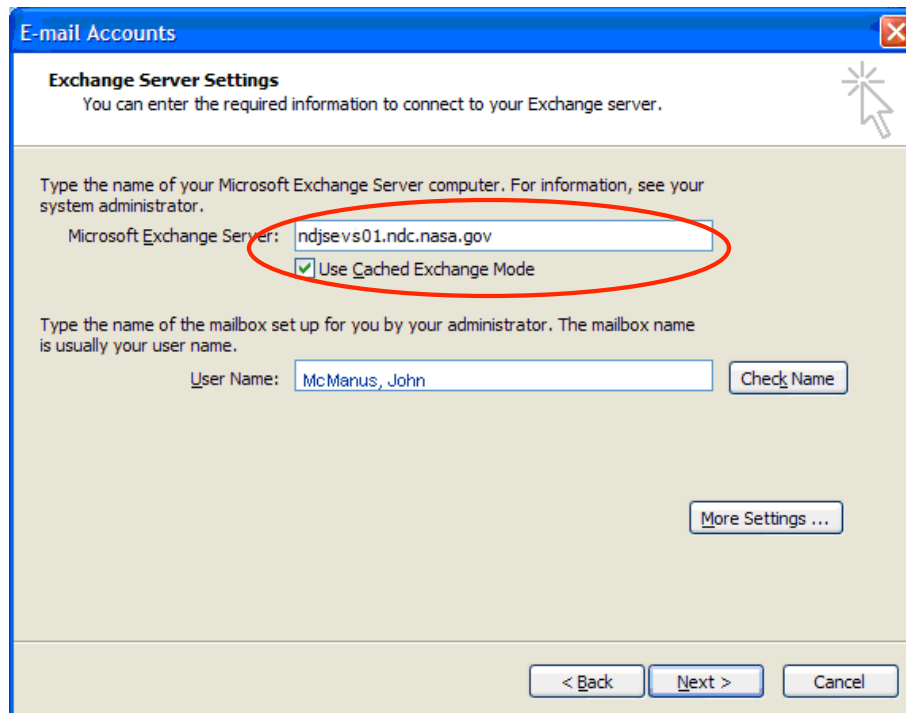 E-mail Accounts
Exchange Server Settings
You can enter the required information to connect to your Exchange server.
Type the name of your Microsoft Exchange Server computer. For information, see your
system administrator.
Microsoft Exchange Server: ndjsevs01.ndc.nasa.gov
Use Cached Exchange Mode
Type the name of the mailbox set up for you by your administrator. The mailbox name
is usually your user name.
User Name: McManus, John Check Name
More Settings ...
< Back Next > Cancel